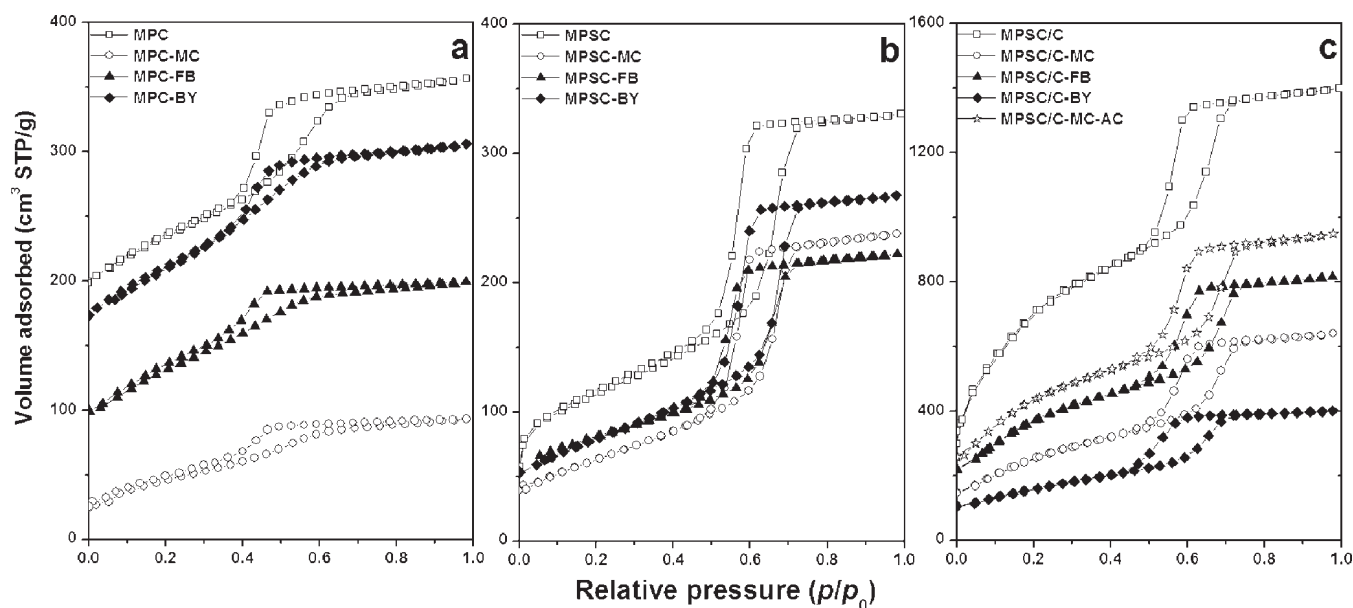 a
MPC
MPC-MC
MPC-FB
MPC-BY
400
300
200
100
0
0.0 0.2 0.4 0.6 0.8 1.0
b
MPSC
MPSC-MC
MPSC-FB
MPSC-BY
400
300
200
100
0
0.0 0.2 0.4 0.6 0.8 1.0
c
MPSC/C
MPSC/C-MC
MPSC/C-FB
MPSC/C-BY
MPSC/C-MC-AC
1600
1200
800
400
0
0.0 0.2 0.4 0.6 0.8 1.0
Volume adsorbed (cm³ STP/g)
Relative pressure (p/p₀)